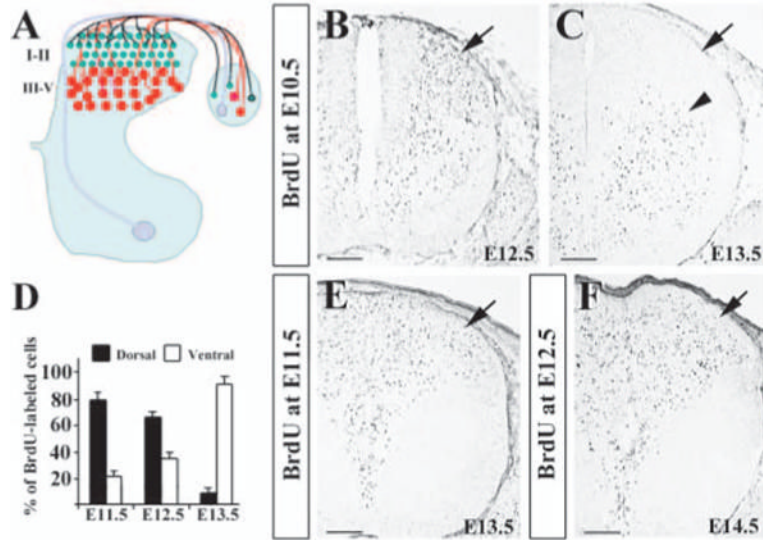 A
I-II
III-V
BrdU at E10.5
B
E12.5
C
E13.5
D
Dorsal
Ventral
% of BrdU-labeled cells
100
80
60
40
20
E11.5 E12.5 E13.5
BrdU at E11.5
E
E13.5
BrdU at E12.5
F
E14.5